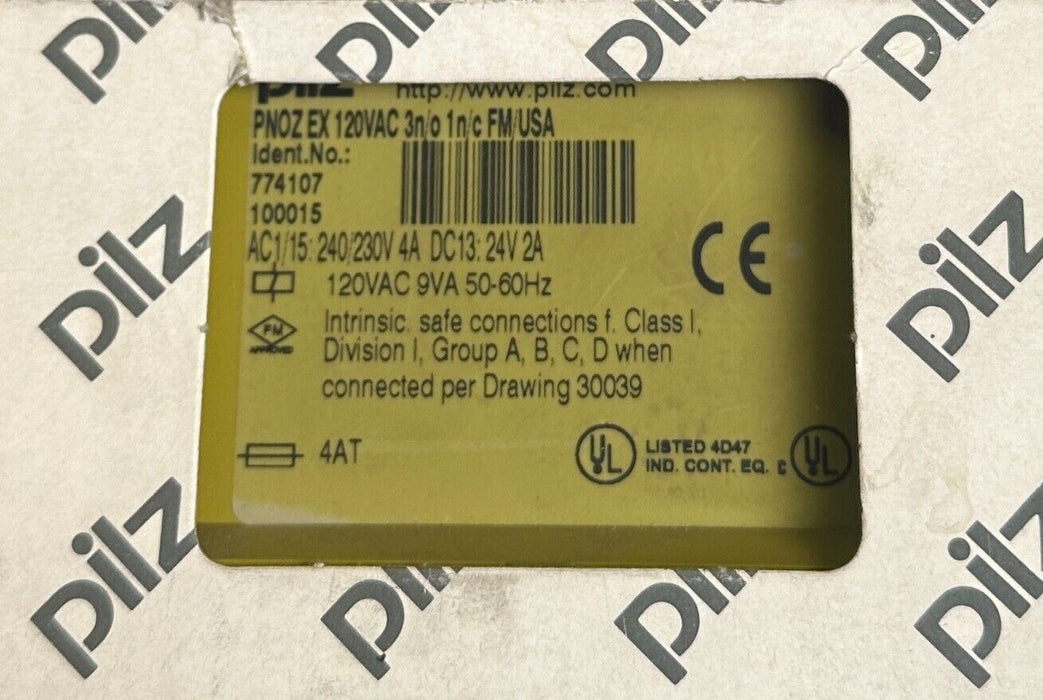 pilz
pilz
pilz
pilz
pilz http://www.pilz.com
PNOZ EX 120VAC 3n/o 1n/c FM/USA
Ident.No.:
774107
100015
AC1/15: 240/230V 4A DC13: 24V 2A
CE
120VAC 9VA 50-60Hz
FM
APPROVED
Intrinsic. safe connections f. Class I,
Division I, Group A, B, C, D when
connected per Drawing 30039
4AT
UL
LISTED 4D47
IND. CONT. EQ.
C UL
pilz
pilz
pilz
pilz
pilz
pilz